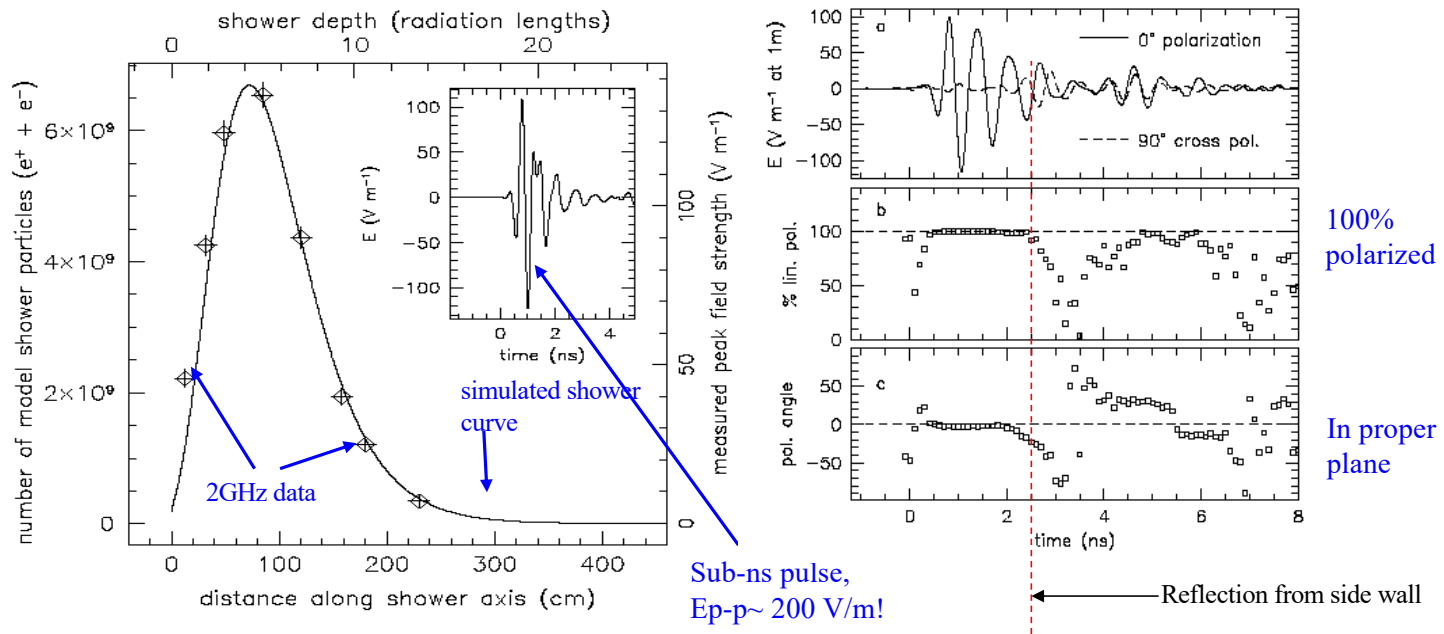 shower depth (radiation lengths)
0 10 20
number of model shower particles (e⁺ + e⁻)
6×10⁹
4×10⁹
2×10⁹
0
0 100 200 300 400
distance along shower axis (cm)
measured peak field strength (V m⁻¹)
100
50
0
E (V m⁻¹)
100
50
0
−50
−100
0 2 4
time (ns)
simulated shower
curve
2GHz data
Sub-ns pulse,
Ep-p~ 200 V/m!
a
E (V m⁻¹ at 1m)
100
50
0
−50
−100
0° polarization
90° cross pol.
b
% lin. pol.
100
50
0
100%
polarized
c
pol. angle
50
0
−50
In proper
plane
0 2 4 6 8
time (ns)
Reflection from side wall